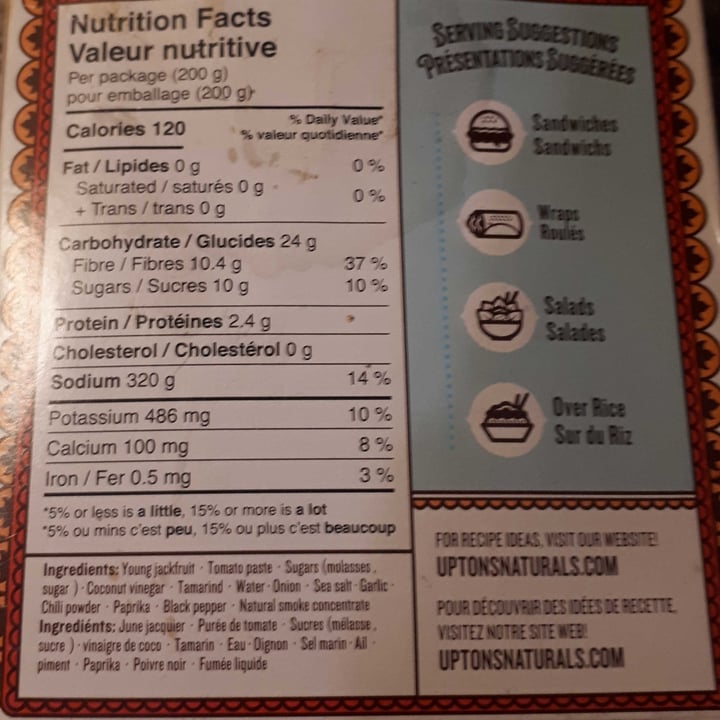 Nutrition Facts
Valeur nutritive
Per package (200 g)
pour emballage (200 g)
% Daily Value*
Calories 120
% valeur quotidienne*
Fat / Lipides 0 g 0 %
Saturated / saturés 0 g
+ Trans / trans 0 g 0 %
Carbohydrate / Glucides 24 g
Fibre / Fibres 10.4 g 37 %
Sugars / Sucres 10 g 10 %
Protein / Protéines 2.4 g
Cholesterol / Cholestérol 0 g
Sodium 320 g 14 %
Potassium 486 mg 10 %
Calcium 100 mg 8 %
Iron / Fer 0.5 mg 3 %
*5% or less is a little, 15% or more is a lot
*5% ou mins c'est peu, 15% ou plus c'est beaucoup
Ingredients: Young jackfruit · Tomato paste · Sugars (molasses,
sugar ) · Coconut vinegar · Tamarind · Water · Onion · Sea salt · Garlic ·
Chili powder · Paprika · Black pepper · Natural smoke concentrate
Ingrediénts: June jacquier · Purée de tomate · Sucres (mélasse,
sucre ) · vinaigre de coco · Tamarin · Eau · Oignon · Sel marin · Ail ·
piment · Paprika · Poivre noir · Fumée liquide
SERVING SUGGESTIONS
PRÉSENTATIONS SUGGÉRÉES
Sandwiches
Sandwichs
Wraps
Roulés
Salads
Salades
Over Rice
Sur du Riz
FOR RECIPE IDEAS, VISIT OUR WEBSITE!
UPTONSNATURALS.COM
POUR DÉCOUVRIR DES IDÉES DE RECETTE,
VISITEZ NOTRE SITE WEB!
UPTONSNATURALS.COM